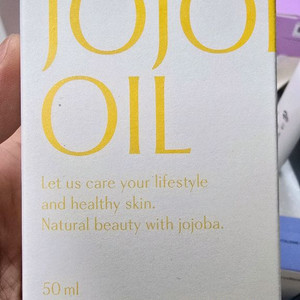 JOJO
OIL
Let us care your lifestyle
and healthy skin.
Natural beauty with jojoba.
50 ml